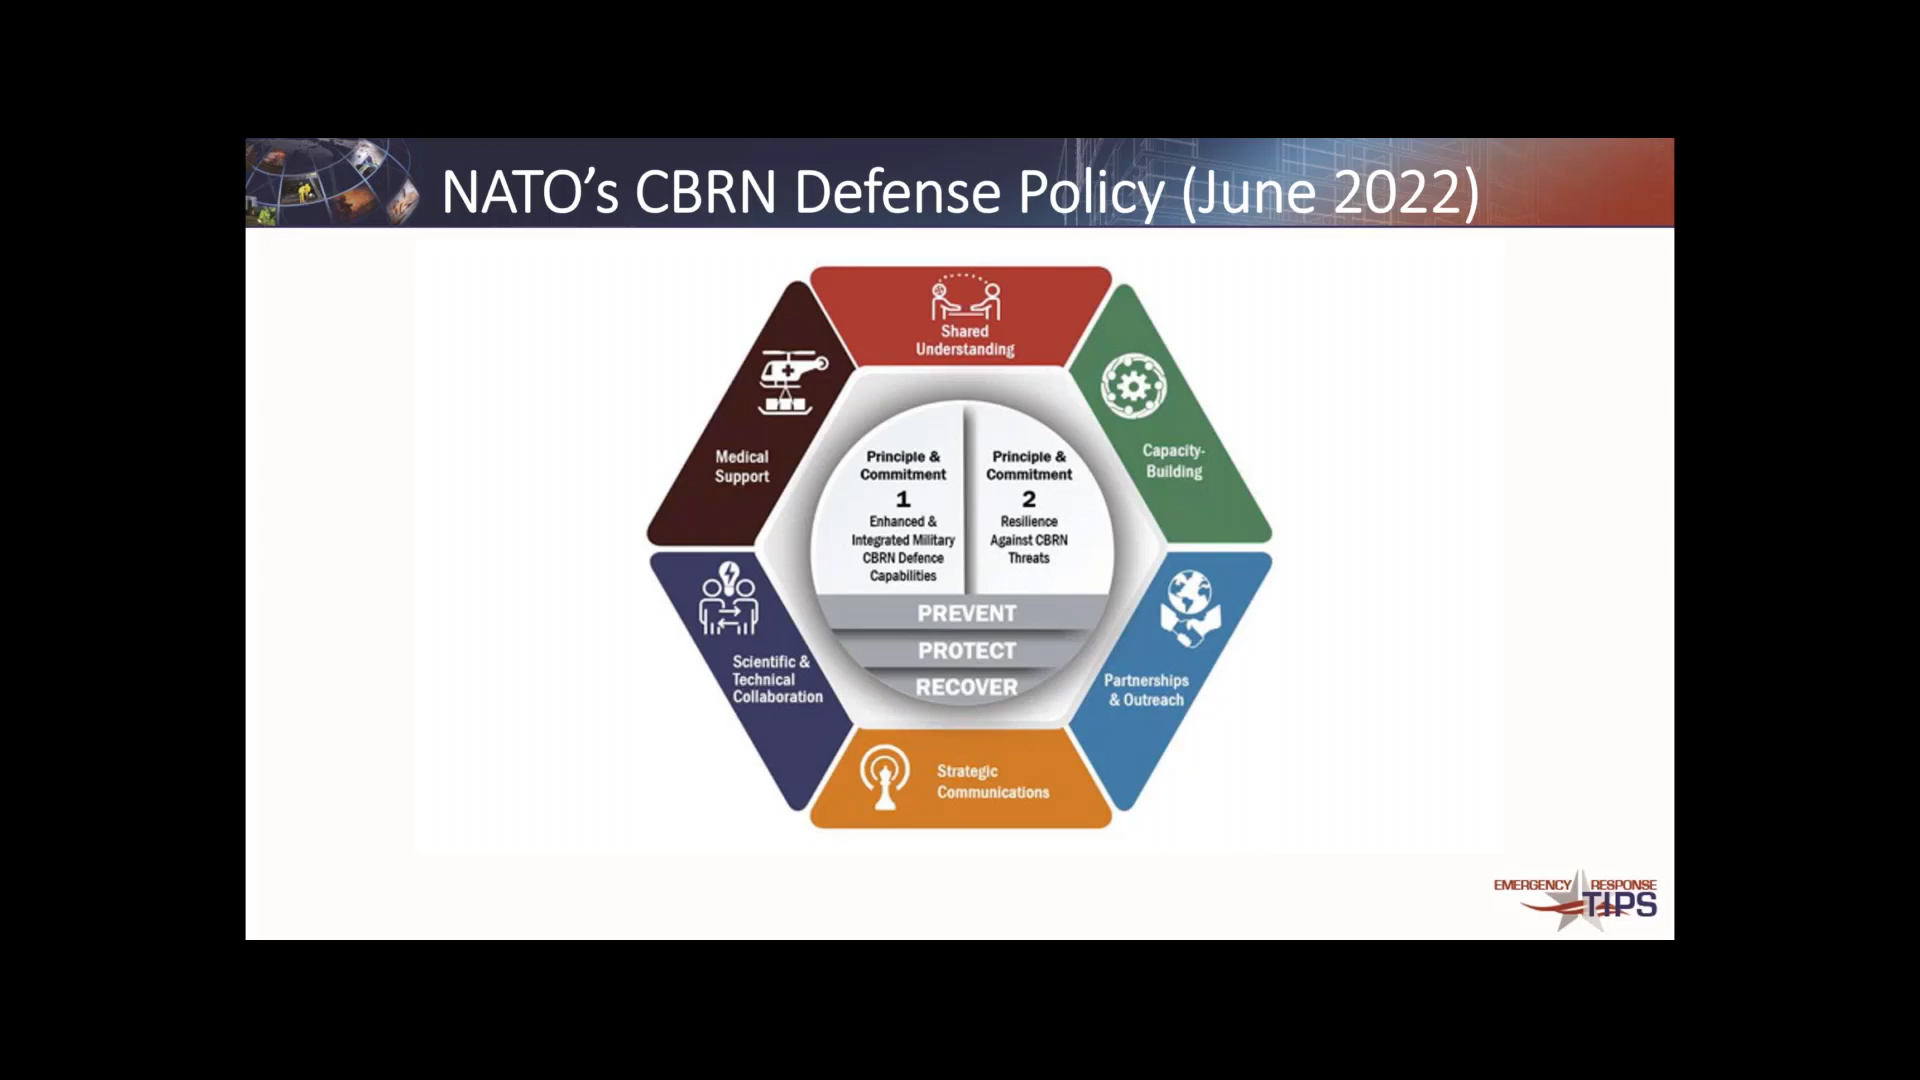 NATO's CBRN Defense Policy (June 2022)
Shared
Understanding
Medical
Support
Capacity-
Building
Principle &
Commitment
1
Enhanced &
Integrated Military
CBRN Defence
Capabilities
Principle &
Commitment
2
Resilience
Against CBRN
Threats
PREVENT
PROTECT
RECOVER
Scientific &
Technical
Collaboration
Partnerships
& Outreach
Strategic
Communications
EMERGENCY RESPONSE
TIPS